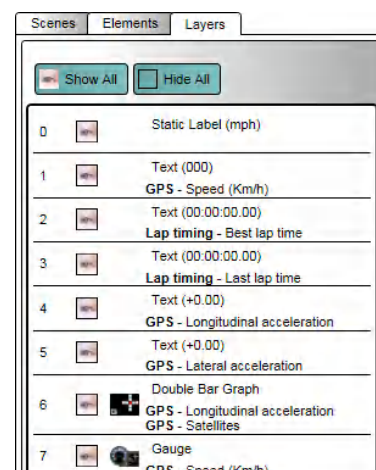 Scenes Elements Layers
Show All Hide All
0 Static Label (mph)
1 Text (000)
GPS - Speed (Km/h)
2 Text (00:00:00.00)
Lap timing - Best lap time
3 Text (00:00:00.00)
Lap timing - Last lap time
4 Text (+0.00)
GPS - Longitudinal acceleration
5 Text (+0.00)
GPS - Lateral acceleration
6 Double Bar Graph
GPS - Longitudinal acceleration
GPS - Satellites
7 Gauge
GPS - Speed (Km/h)